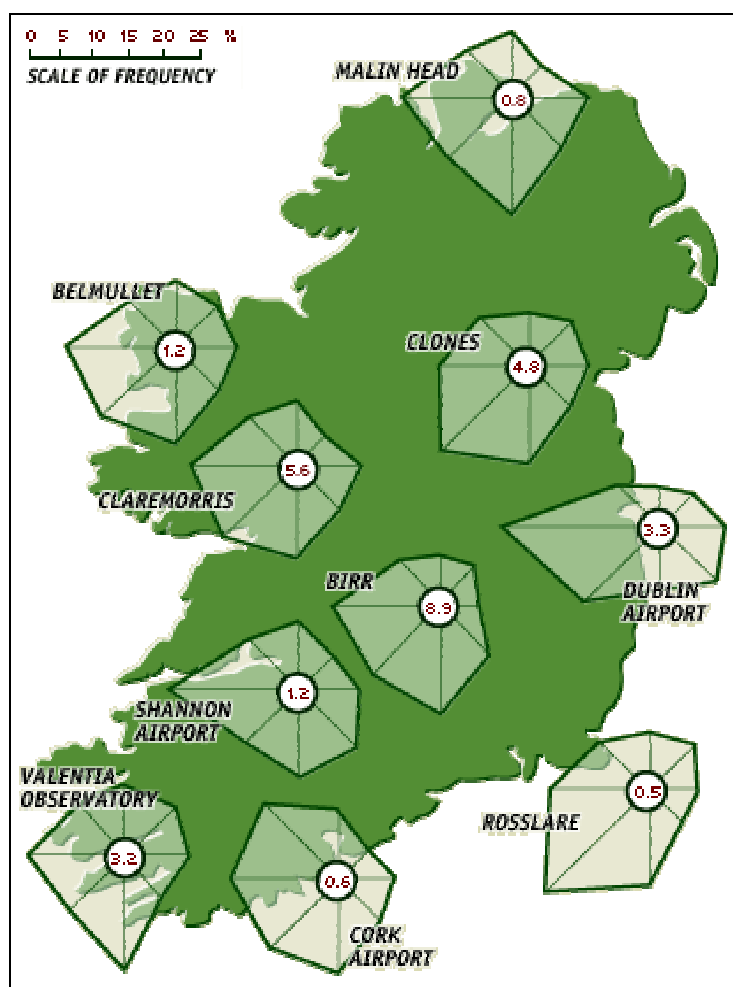 0 5 10 15 20 25 %
SCALE OF FREQUENCY
MALIN HEAD
0.8
BELMULLET
1.2
CLONES
4.8
CLAREMORRIS
5.6
DUBLIN
AIRPORT
3.3
BIRR
8.9
SHANNON
AIRPORT
1.2
VALENTIA
OBSERVATORY
3.2
ROSSLARE
0.5
CORK
AIRPORT
0.6